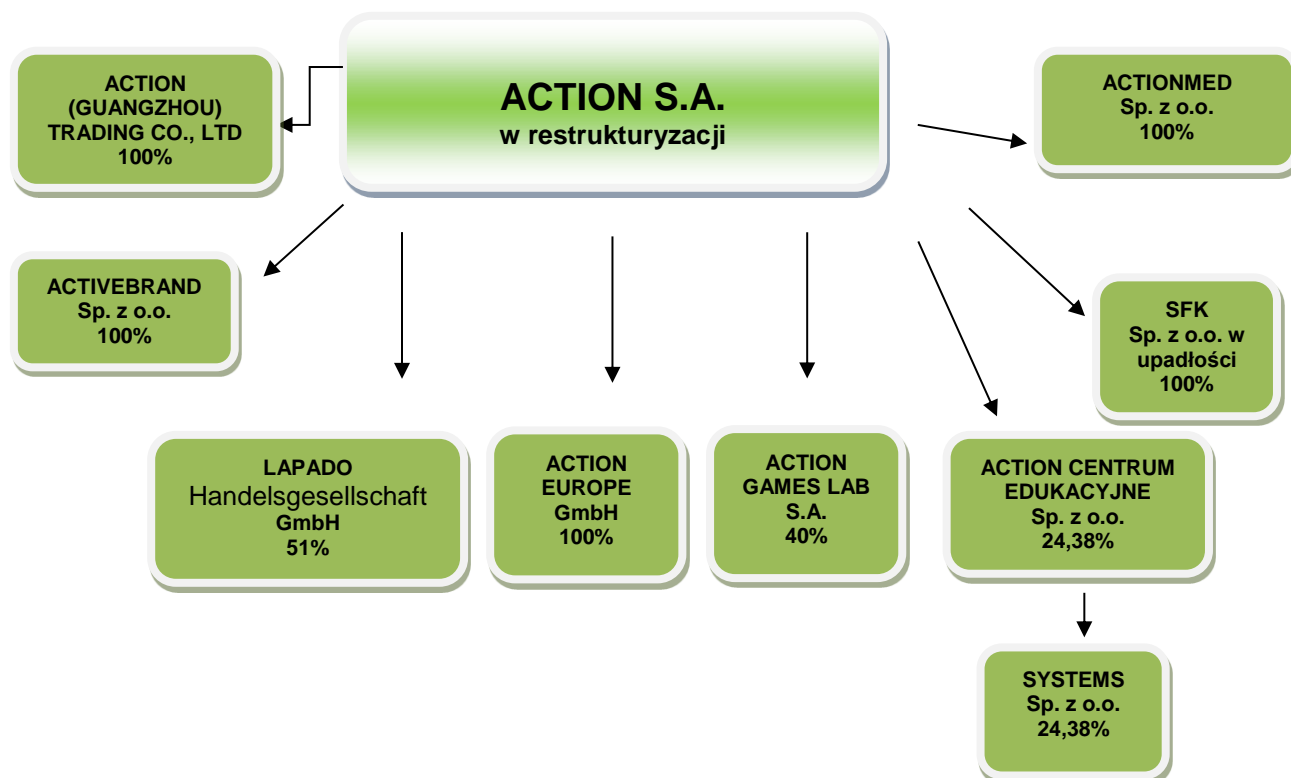 ACTION S.A.
w restrukturyzacji
ACTION
(GUANGZHOU)
TRADING CO., LTD
100%
ACTIONMED
Sp. z o.o.
100%
ACTIVEBRAND
Sp. z o.o.
100%
SFK
Sp. z o.o. w
upadłości
100%
LAPADO
Handelsgesellschaft
GmbH
51%
ACTION
EUROPE
GmbH
100%
ACTION
GAMES LAB
S.A.
40%
ACTION CENTRUM
EDUKACYJNE
Sp. z o.o.
24,38%
SYSTEMS
Sp. z o.o.
24,38%